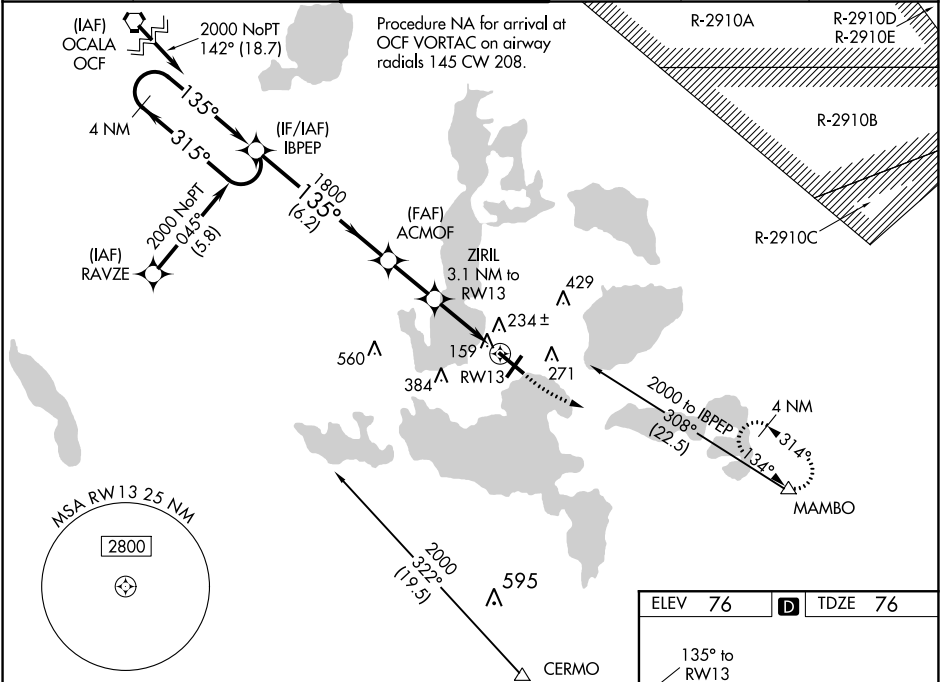 (IAF)
OCALA
OCF
2000 NoPT
142° (18.7)
Procedure NA for arrival at
OCF VORTAC on airway
radials 145 CW 208.
R-2910A
R-2910D
R-2910E
R-2910B
R-2910C
4 NM
135°
315°
(IF/IAF)
IBPEP
2000 NoPT
045°
(5.8)
(IAF)
RAVZE
1800
135°
(6.2)
(FAF)
ACMOF
ZIRIL
3.1 NM to
RW13
429
234 ±
159
560
384
RW13
271
2000 to IBPEP
308°
(22.5)
4 NM
314°
134°
MAMBO
MSA RW13 25 NM
2800
2000
322°
(19.5)
595
CERMO
ELEV 76
D
TDZE 76
135° to
RW13